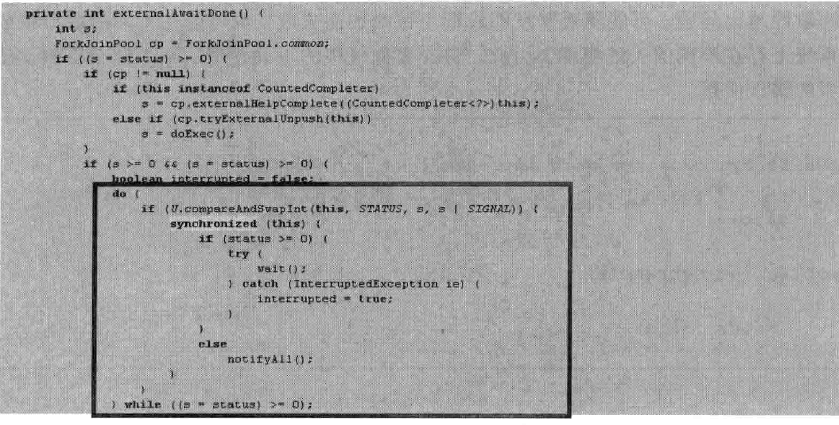 private int externalAwaitDone() {
int s;
ForkJoinPool cp = ForkJoinPool.common;
if ((s = status) >= 0) {
if (cp != null) {
if (this instanceof CountedCompleter)
s = cp.externalHelpComplete((CountedCompleter<?>)this);
else if (cp.tryExternalUnpush(this))
s = doExec();
}
if (s >= 0 && (s = status) >= 0) {
boolean interrupted = false;
do {
if (U.compareAndSwapInt(this, STATUS, s, s | SIGNAL)) {
synchronized (this) {
if (status >= 0) {
try {
wait();
} catch (InterruptedException ie) {
interrupted = true;
}
}
else
notifyAll();
}
}
} while ((s = status) >= 0);